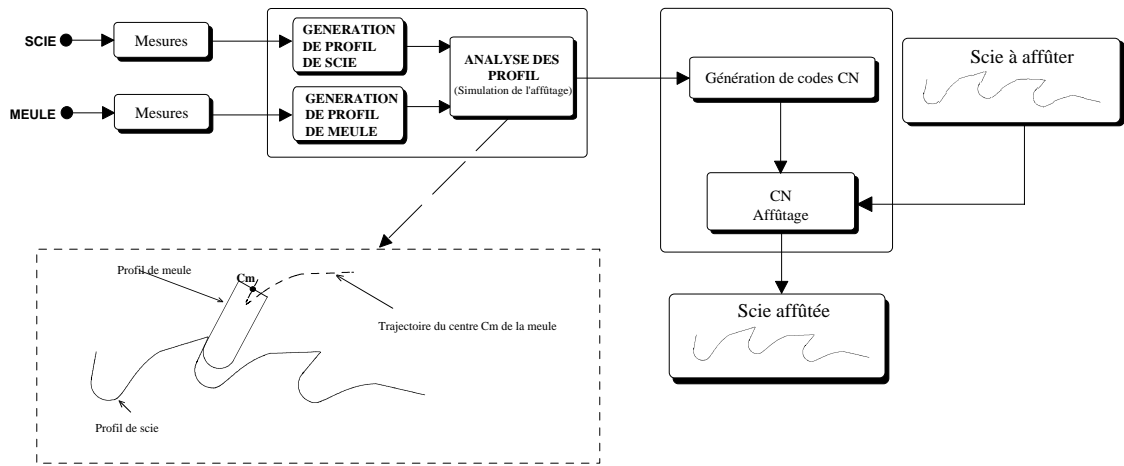 SCIE
Mesures
GENERATION
DE PROFIL
DE SCIE
MEULE
Mesures
GENERATION
DE PROFIL
DE MEULE
ANALYSE DES
PROFIL
(Simulation de l'affûtage)
Génération de codes CN
CN
Affûtage
Scie à affûter
Scie affûtée
Profil de meule
Cm
Trajectoire du centre Cm de la meule
Profil de scie